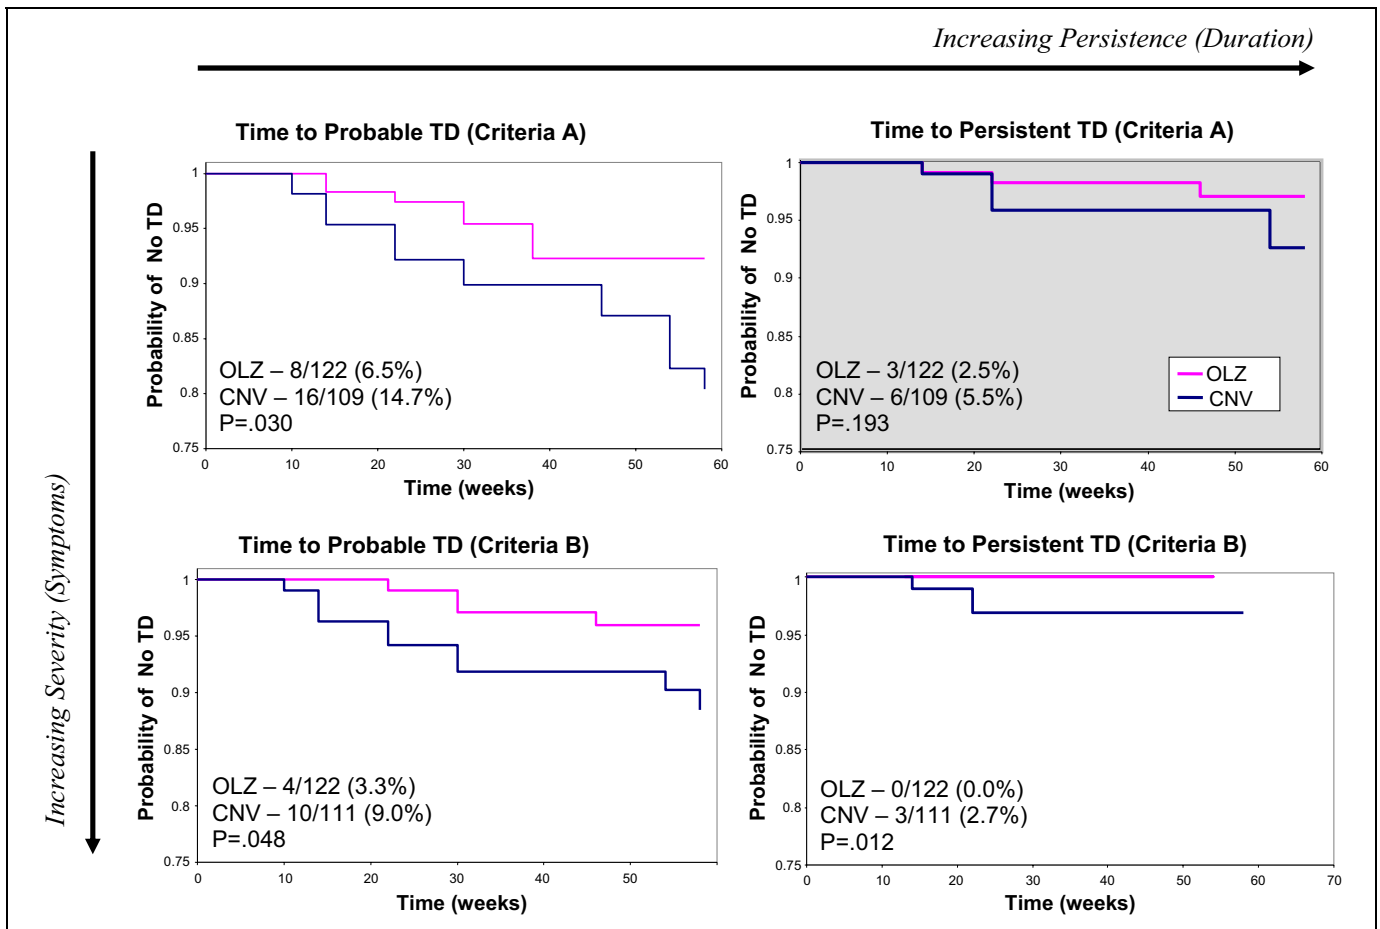 Increasing Persistence (Duration)
Increasing Severity (Symptoms)
Time to Probable TD (Criteria A)
Probability of No TD
1
0.95
0.9
0.85
0.8
0.75
OLZ – 8/122 (6.5%)
CNV – 16/109 (14.7%)
P=.030
0 10 20 30 40 50 60
Time (weeks)
Time to Persistent TD (Criteria A)
Probability of No TD
1
0.95
0.9
0.85
0.8
0.75
OLZ – 3/122 (2.5%)
CNV – 6/109 (5.5%)
P=.193
OLZ
CNV
0 10 20 30 40 50 60
Time (weeks)
Time to Probable TD (Criteria B)
Probability of No TD
1
0.95
0.9
0.85
0.8
0.75
OLZ – 4/122 (3.3%)
CNV – 10/111 (9.0%)
P=.048
0 10 20 30 40 50
Time (weeks)
Time to Persistent TD (Criteria B)
Probability of No TD
1
0.95
0.9
0.85
0.8
0.75
OLZ – 0/122 (0.0%)
CNV – 3/111 (2.7%)
P=.012
0 10 20 30 40 50 60 70
Time (weeks)